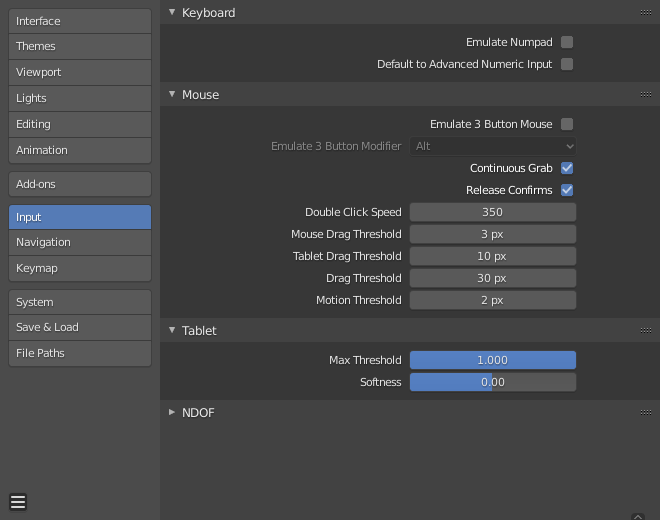 Interface
Themes
Viewport
Lights
Editing
Animation
Add-ons
Input
Navigation
Keymap
System
Save & Load
File Paths
Keyboard
Emulate Numpad
Default to Advanced Numeric Input
Mouse
Emulate 3 Button Mouse
Emulate 3 Button Modifier Alt
Continuous Grab
Release Confirms
Double Click Speed 350
Mouse Drag Threshold 3 px
Tablet Drag Threshold 10 px
Drag Threshold 30 px
Motion Threshold 2 px
Tablet
Max Threshold 1.000
Softness 0.00
NDOF